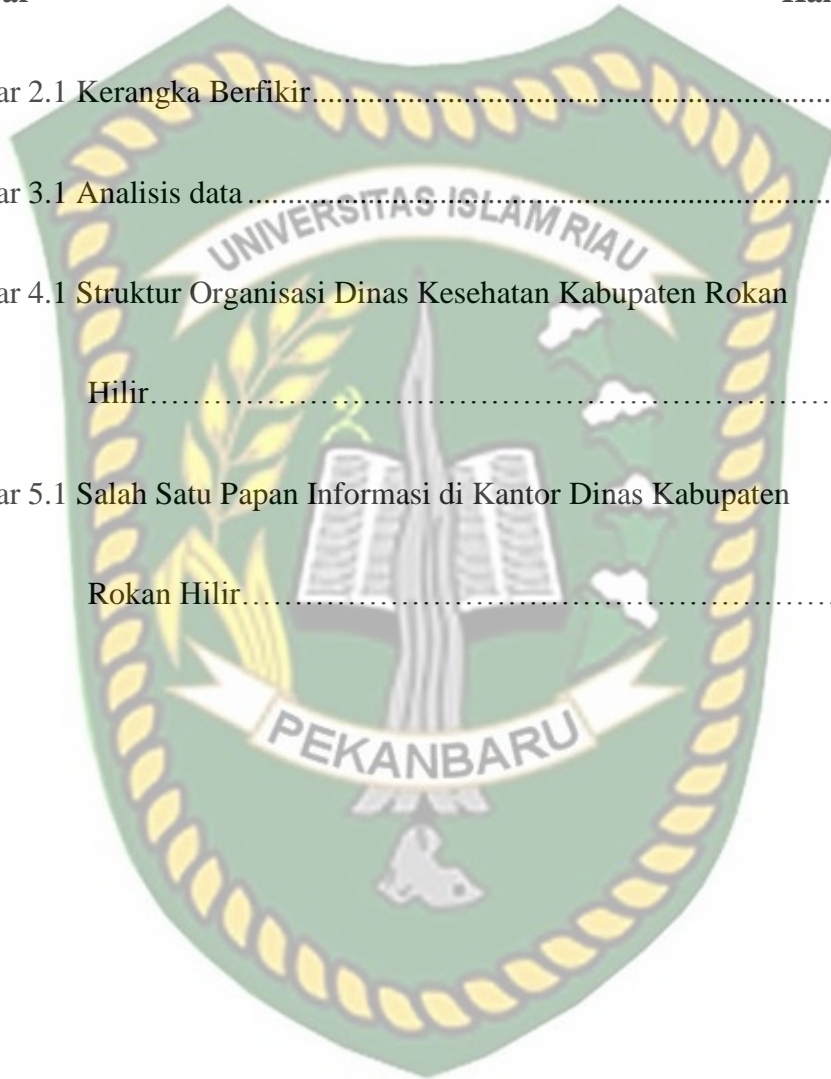 ar 2.1 Kerangka Berfikir...............................................................................
ar 3.1 Analisis data...........................................................................................
UNIVERSITAS ISLAM RIAU
ar 4.1 Struktur Organisasi Dinas Kesehatan Kabupaten Rokan
Hilir……………………………………………………………………
ar 5.1 Salah Satu Papan Informasi di Kantor Dinas Kabupaten
Rokan Hilir……………………………………………………………
PEKANBARU